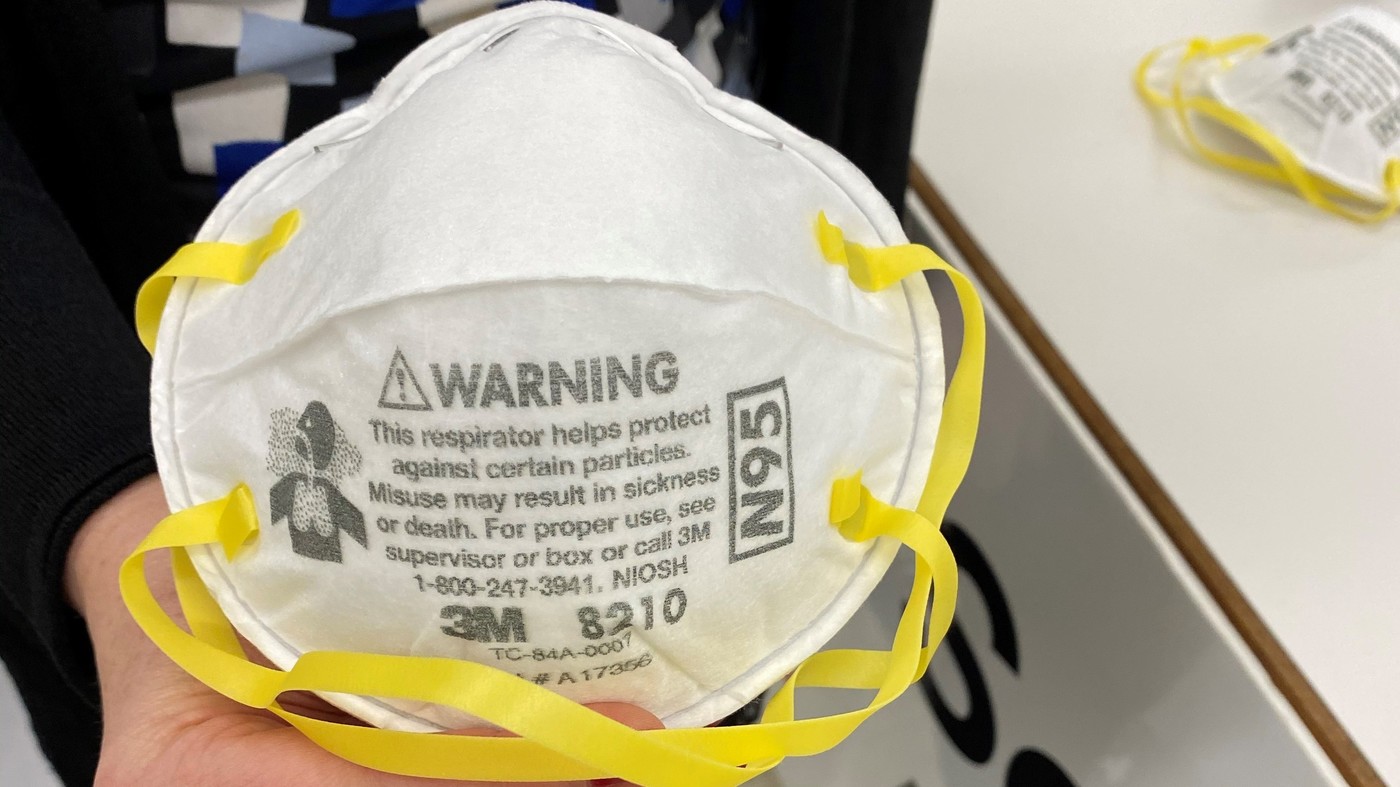 WARNING
This respirator helps protect
against certain particles.
Misuse may result in sickness
or death. For proper use, see
supervisor or box or call 3M
1-800-247-3941. NIOSH
3M 8210
TC-84A-0007
# A17356
N95